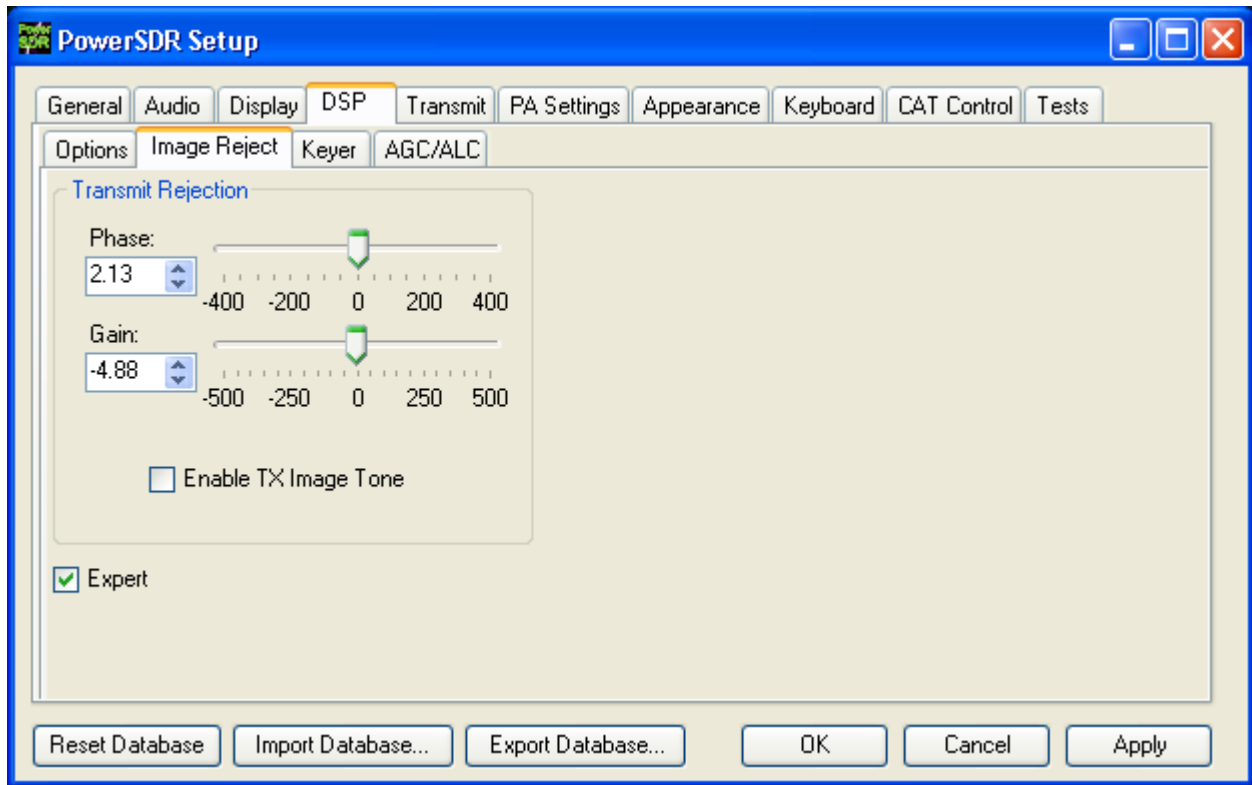 PowerSDR Setup
General Audio Display DSP Transmit PA Settings Appearance Keyboard CAT Control Tests
Options Image Reject Keyer AGC/ALC
Transmit Rejection
Phase:
2.13
-400 -200 0 200 400
Gain:
-4.88
-500 -250 0 250 500
Enable TX Image Tone
Expert
Reset Database Import Database... Export Database... OK Cancel Apply